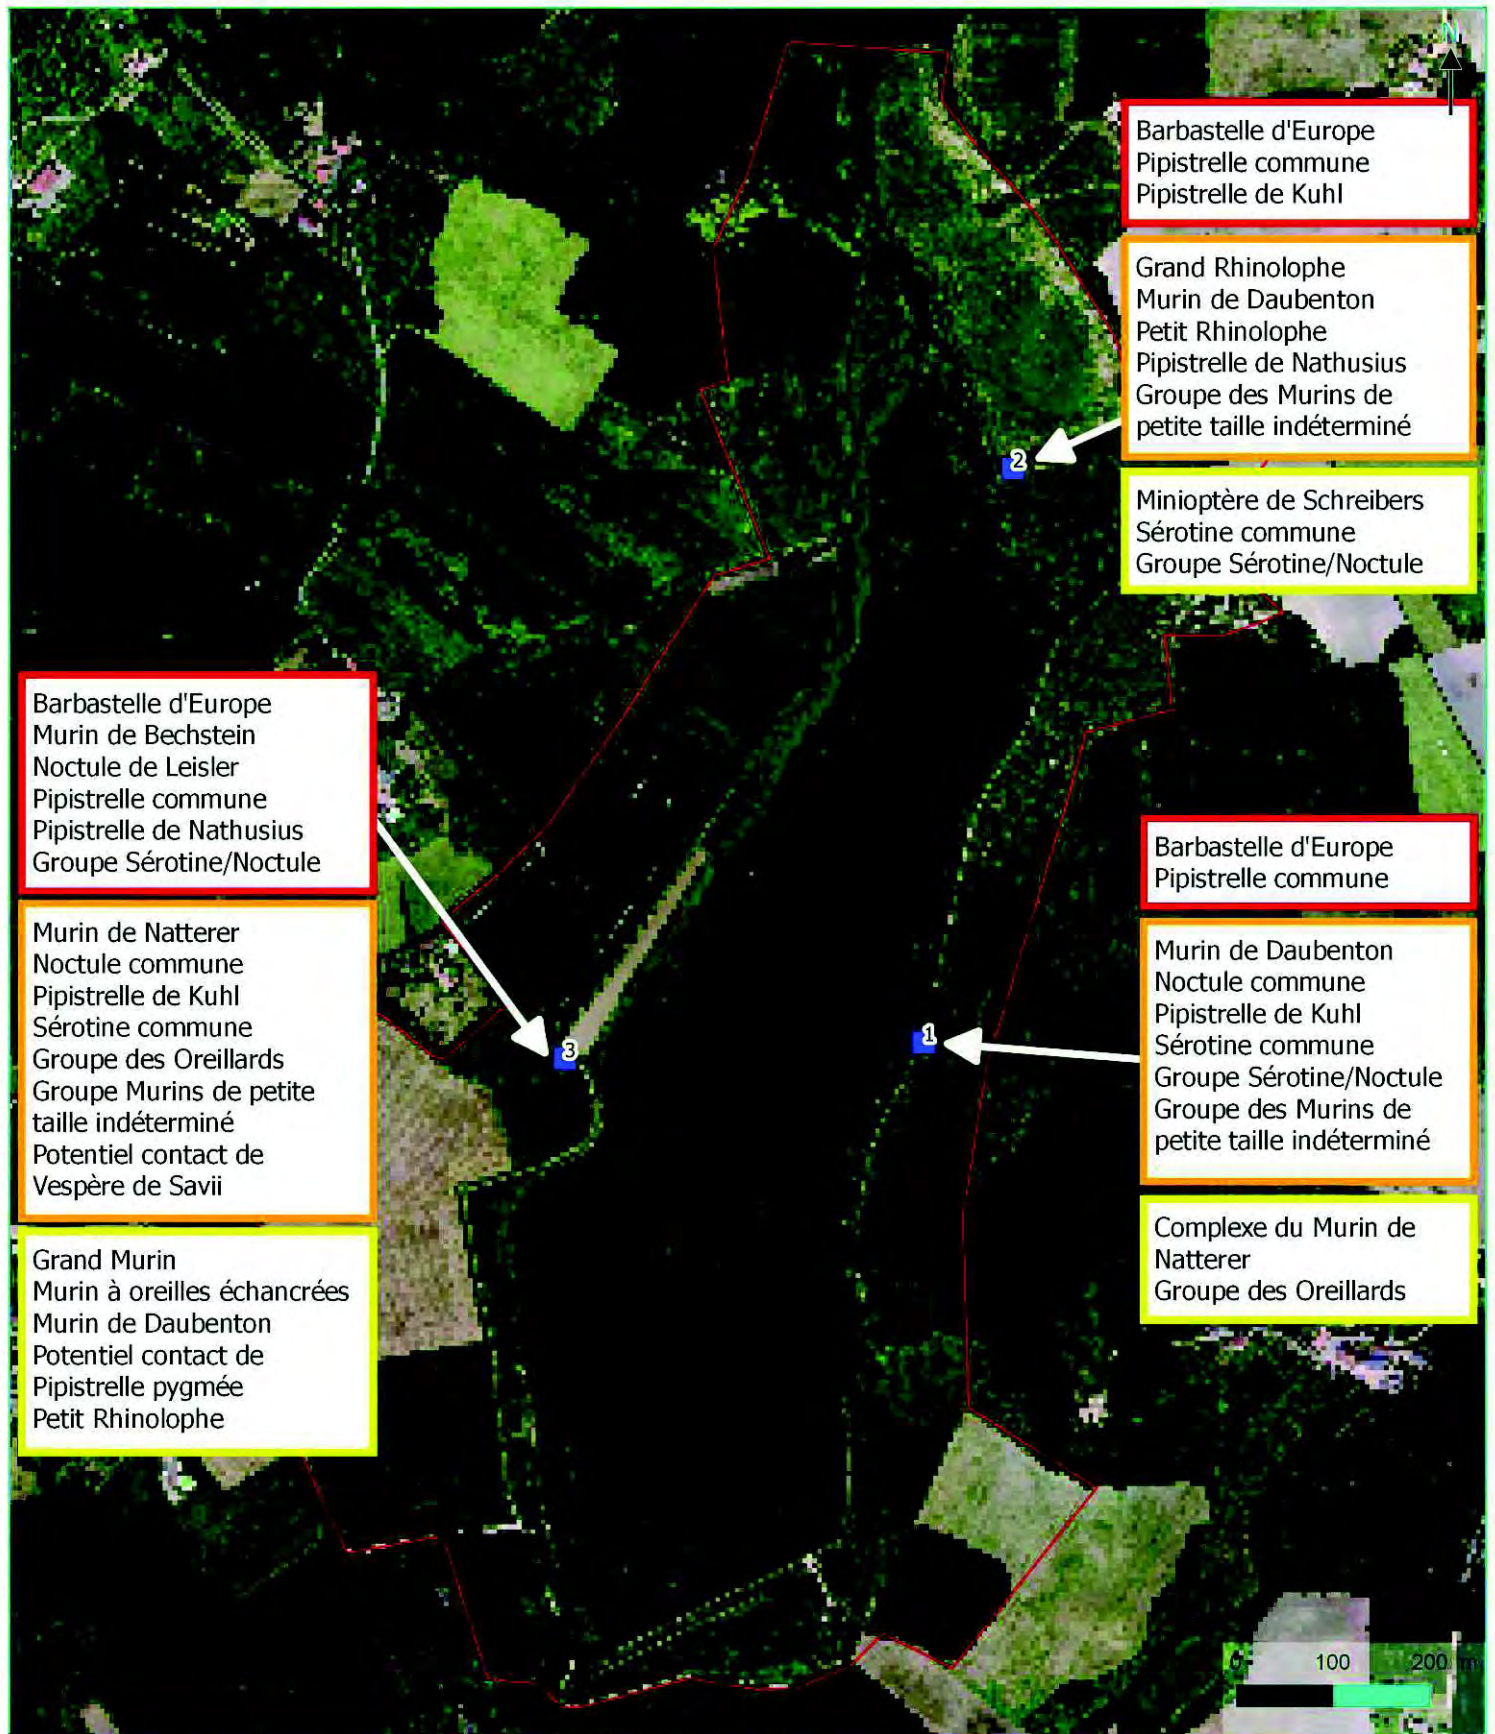 N
Barbastelle d'Europe
Pipistrelle commune
Pipistrelle de Kuhl
Grand Rhinolophe
Murin de Daubenton
Petit Rhinolophe
Pipistrelle de Nathusius
Groupe des Murins de
petite taille indéterminé
2
Minioptère de Schreibers
Sérotine commune
Groupe Sérotine/Noctule
Barbastelle d'Europe
Murin de Bechstein
Noctule de Leisler
Pipistrelle commune
Pipistrelle de Nathusius
Groupe Sérotine/Noctule
Murin de Natterer
Noctule commune
Pipistrelle de Kuhl
Sérotine commune
Groupe des Oreillards
Groupe Murins de petite
taille indéterminé
Potentiel contact de
Vespère de Savii
Grand Murin
Murin à oreilles échancrées
Murin de Daubenton
Potentiel contact de
Pipistrelle pygmée
Petit Rhinolophe
3
1
Barbastelle d'Europe
Pipistrelle commune
Murin de Daubenton
Noctule commune
Pipistrelle de Kuhl
Sérotine commune
Groupe Sérotine/Noctule
Groupe des Murins de
petite taille indéterminé
Complexe du Murin de
Natterer
Groupe des Oreillards
0 100 200 m